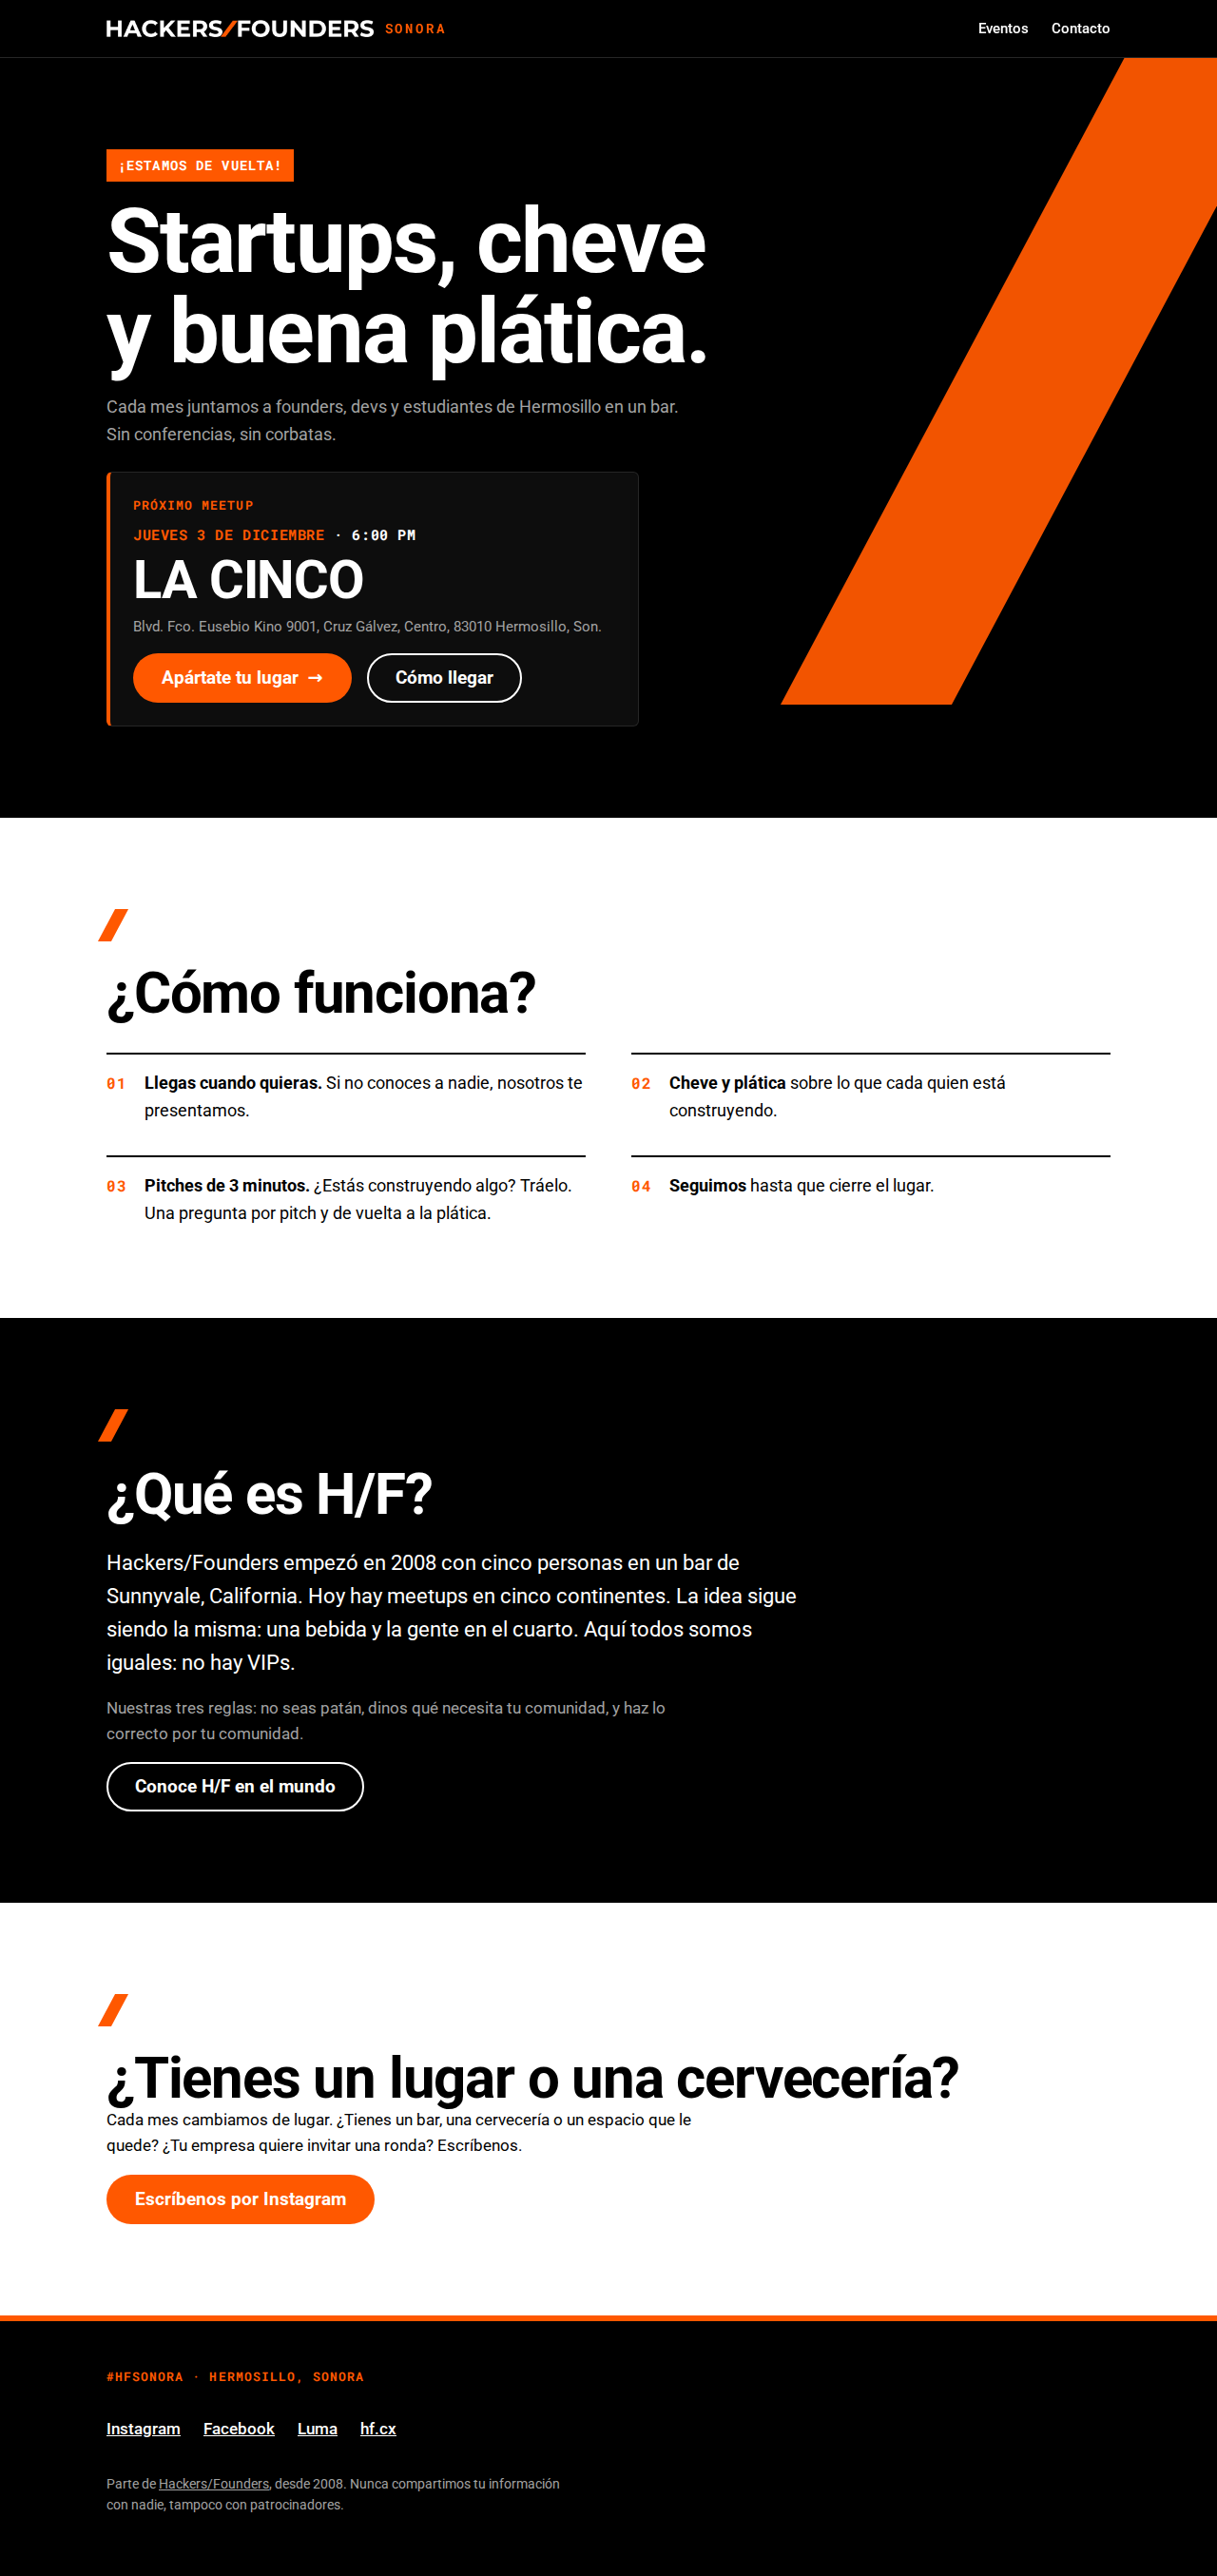 HACKERS/FOUNDERS SONORA
Eventos Contacto
¡ESTAMOS DE VUELTA!
Startups, cheve
y buena plática.
Cada mes juntamos a founders, devs y estudiantes de Hermosillo en un bar.
Sin conferencias, sin corbatas.
PRÓXIMO MEETUP
JUEVES 3 DE DICIEMBRE · 6:00 PM
LA CINCO
Blvd. Fco. Eusebio Kino 9001, Cruz Gálvez, Centro, 83010 Hermosillo, Son.
Apártate tu lugar →
Cómo llegar
¿Cómo funciona?
01 Llegas cuando quieras. Si no conoces a nadie, nosotros te
presentamos.
02 Cheve y plática sobre lo que cada quien está
construyendo.
03 Pitches de 3 minutos. ¿Estás construyendo algo? Tráelo.
Una pregunta por pitch y de vuelta a la plática.
04 Seguimos hasta que cierre el lugar.
¿Qué es H/F?
Hackers/Founders empezó en 2008 con cinco personas en un bar de
Sunnyvale, California. Hoy hay meetups en cinco continentes. La idea sigue
siendo la misma: una bebida y la gente en el cuarto. Aquí todos somos
iguales: no hay VIPs.
Nuestras tres reglas: no seas patán, dinos qué necesita tu comunidad, y haz lo
correcto por tu comunidad.
Conoce H/F en el mundo
¿Tienes un lugar o una cervecería?
Cada mes cambiamos de lugar. ¿Tienes un bar, una cervecería o un espacio que le
quede? ¿Tu empresa quiere invitar una ronda? Escríbenos.
Escríbenos por Instagram
#HFSONORA · HERMOSILLO, SONORA
Instagram Facebook Luma hf.cx
Parte de Hackers/Founders, desde 2008. Nunca compartimos tu información
con nadie, tampoco con patrocinadores.